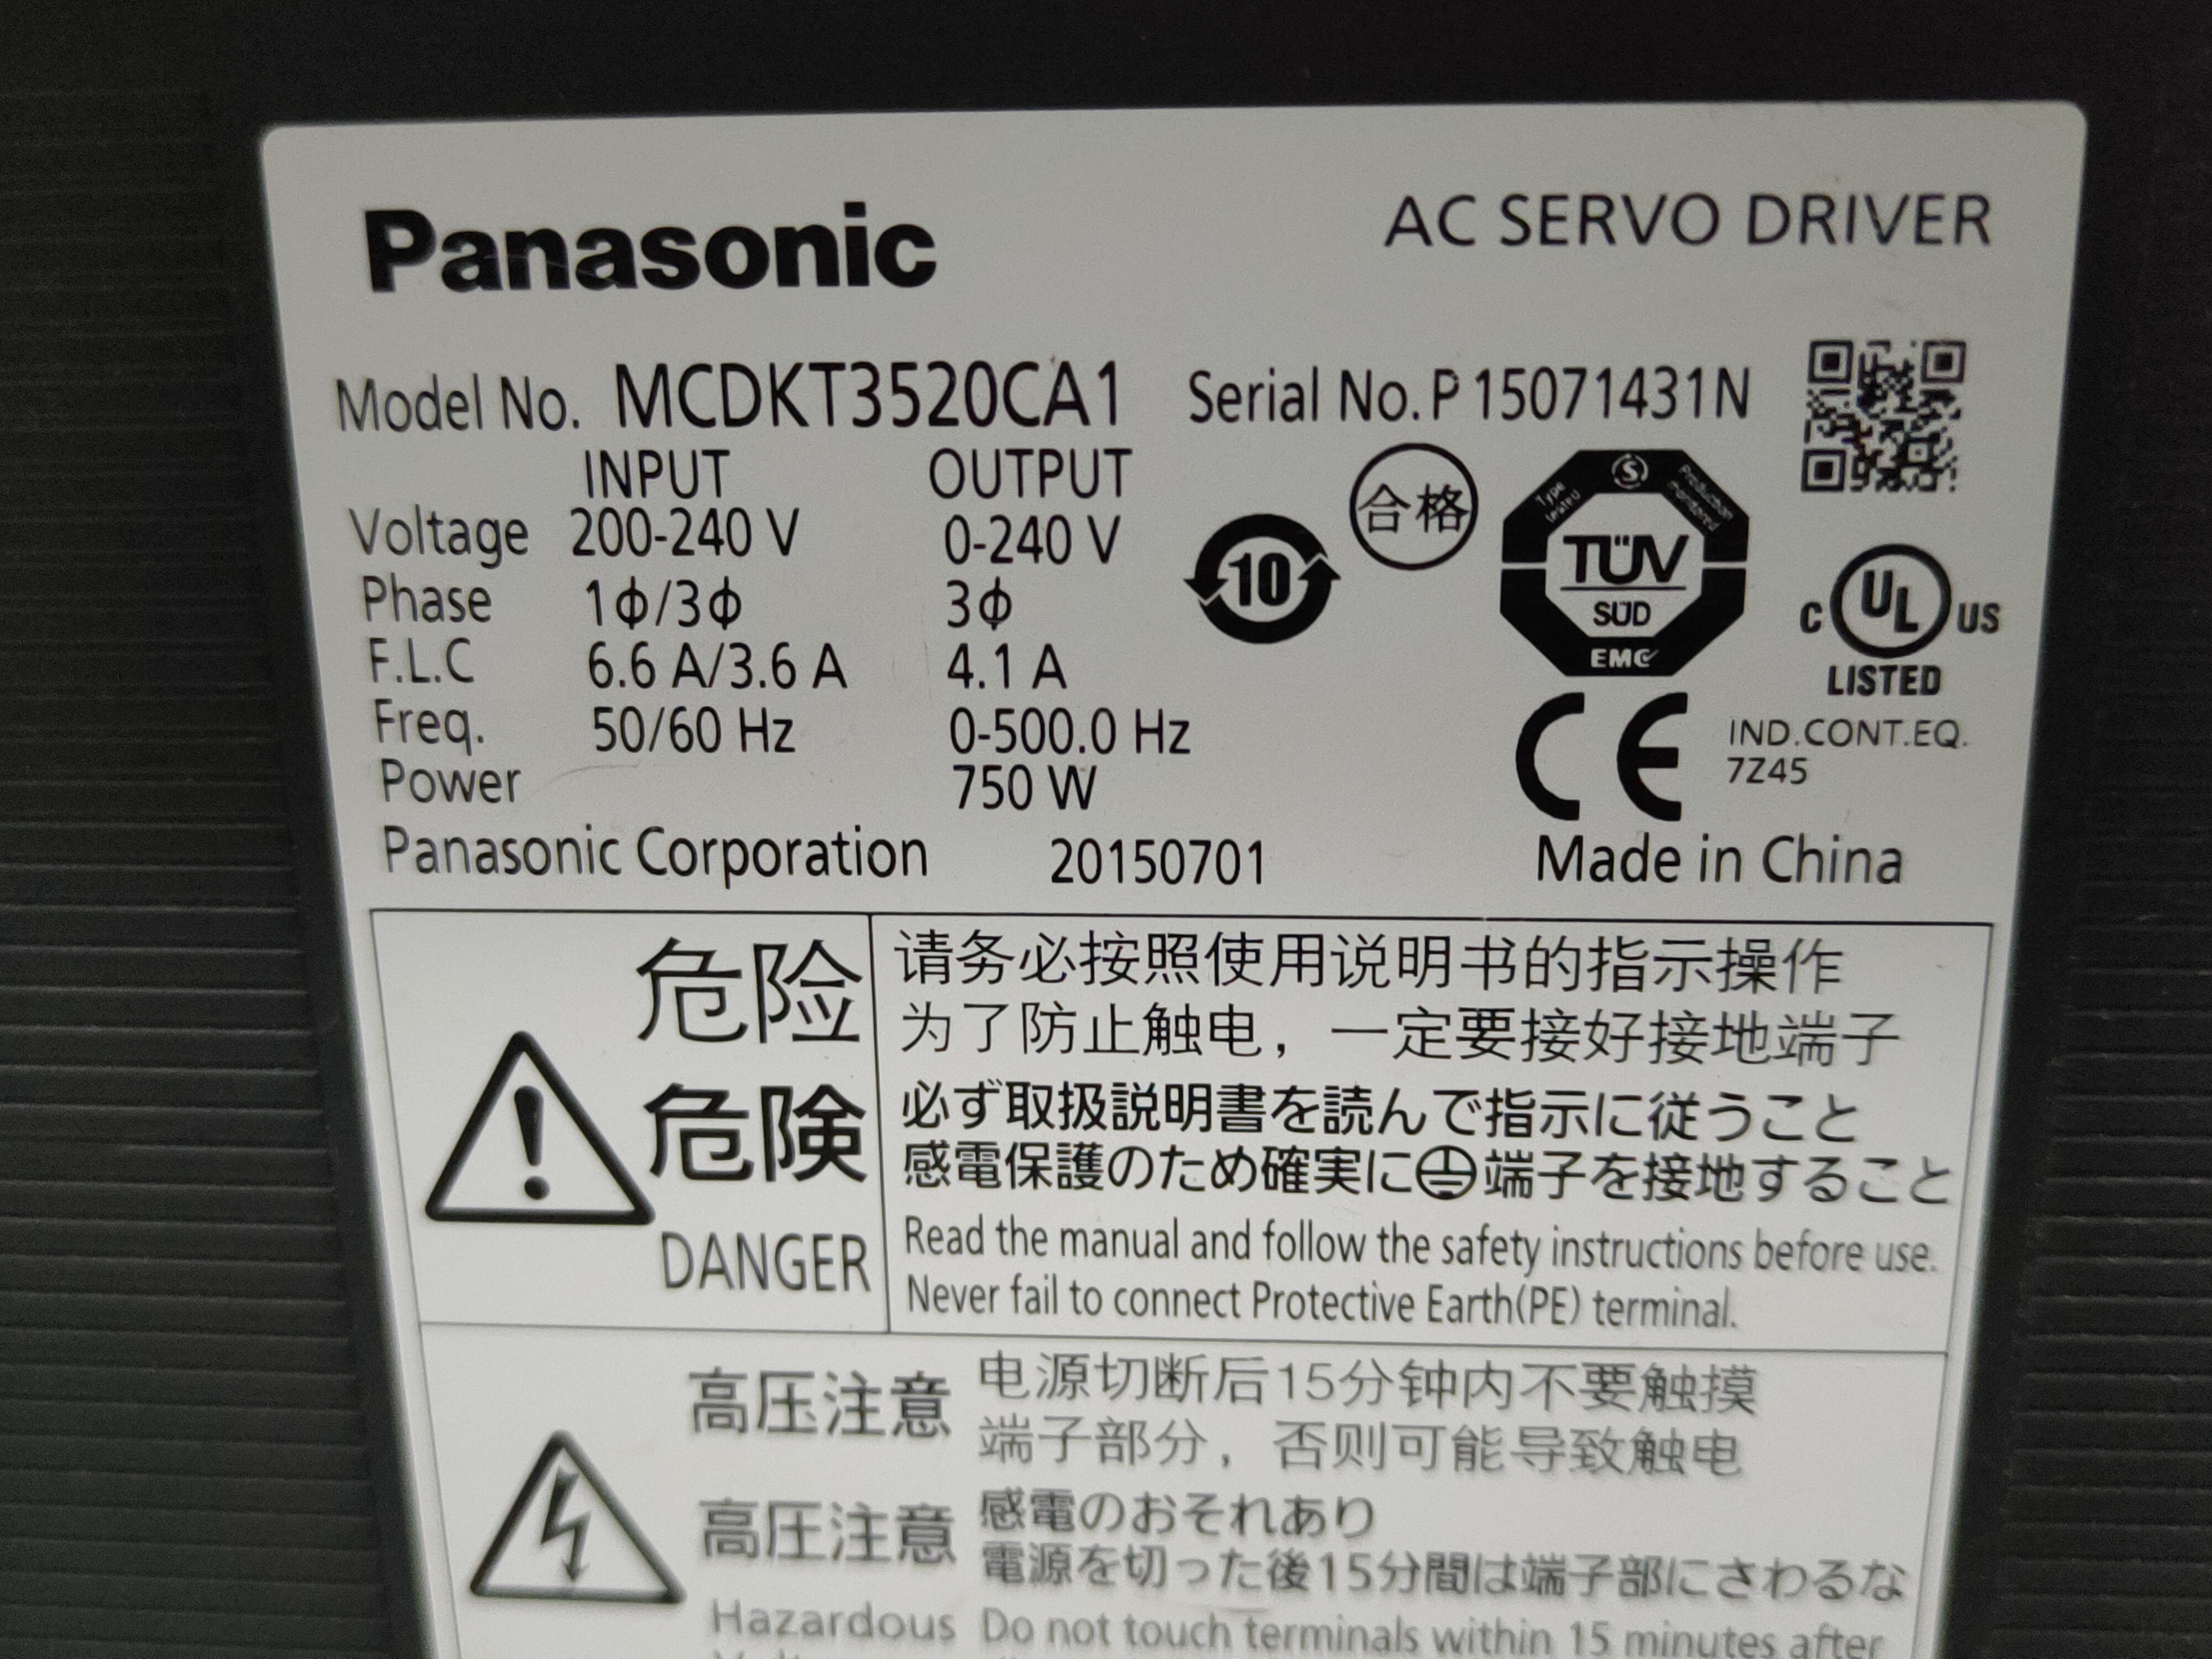 Panasonic
AC SERVO DRIVER
Model No. MCDKT3520CA1 Serial No. P15071431N
INPUT OUTPUT
Voltage 200-240 V 0-240 V
Phase 1ϕ/3ϕ 3ϕ
F.L.C 6.6 A/3.6 A 4.1 A
Freq. 50/60 Hz 0-500.0 Hz
Power 750 W
10
合格
S
Type tested
Production monitored
TÜV
SÜD
EMC
C UL US
LISTED
CE
IND.CONT.EQ.
7Z45
Panasonic Corporation 20150701 Made in China
危险
危険
DANGER
请务必按照使用说明书的指示操作
为了防止触电，一定要接好接地端子
必ず取扱説明書を読んで指示に従うこと
感電保護のため確実に⏚端子を接地すること
Read the manual and follow the safety instructions before use.
Never fail to connect Protective Earth(PE) terminal.
高压注意
电源切断后15分钟内不要触摸
端子部分，否则可能导致触电
高圧注意
感電のおそれあり
電源を切った後15分間は端子部にさわるな
Hazardous
Do not touch terminals within 15 minutes after